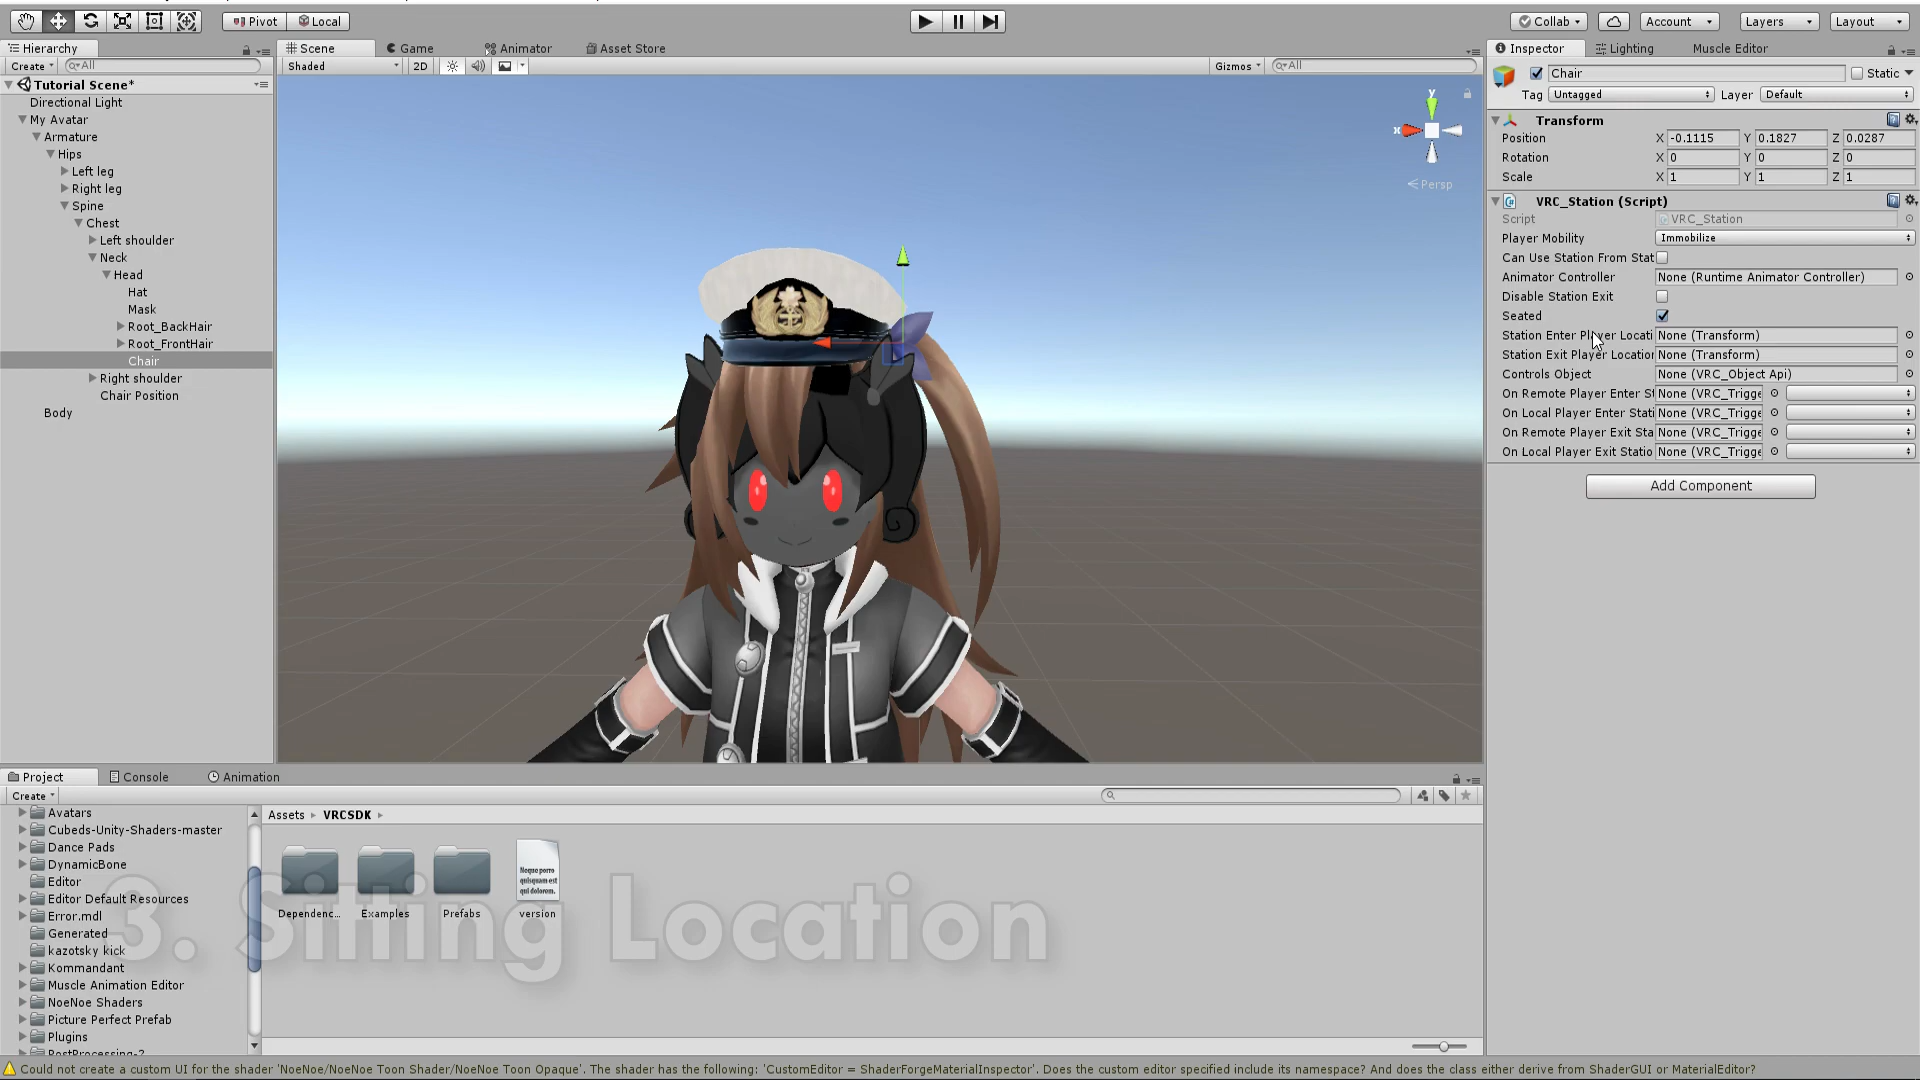 Pivot Local
Collab Account Layers Layout
Hierarchy
Scene Game Animator Asset Store
Inspector Lighting Muscle Editor
Create All
Shaded 2D Gizmos All
Tutorial Scene*
Directional Light
My Avatar
Armature
Hips
Left leg
Right leg
Spine
Chest
Left shoulder
Neck
Head
Hat
Mask
Root_BackHair
Root_FrontHair
Chair
Right shoulder
Chair Position
Body
y
x
Persp
Chair Static
Tag Untagged Layer Default
Transform
Position X -0.1115 Y 0.1827 Z 0.0287
Rotation X 0 Y 0 Z 0
Scale X 1 Y 1 Z 1
VRC_Station (Script)
Script VRC_Station
Player Mobility Immobilize
Can Use Station From Stat
Animator Controller None (Runtime Animator Controller)
Disable Station Exit
Seated
Station Enter Player Locati None (Transform)
Station Exit Player Location None (Transform)
Controls Object None (VRC_Object Api)
On Remote Player Enter St None (VRC_Trigge
On Local Player Enter Stati None (VRC_Trigge
On Remote Player Exit Sta None (VRC_Trigge
On Local Player Exit Statio None (VRC_Trigge
Add Component
Project Console Animation
Create
Avatars
Cubeds-Unity-Shaders-master
Dance Pads
DynamicBone
Editor
Editor Default Resources
Error.mdl
Generated
kazotsky kick
Kommandant
Muscle Animation Editor
NoeNoe Shaders
Picture Perfect Prefab
Plugins
PostProcessing-2
Assets VRCSDK
Neque porro
quisquam est
qui dolorem.
Dependenc... Examples Prefabs version
3. Sitting Location
Could not create a custom UI for the shader 'NoeNoe/NoeNoe Toon Shader/NoeNoe Toon Opaque'. The shader has the following: 'CustomEditor = ShaderForgeMaterialInspector'. Does the custom editor specified include its namespace? And does the class either derive from ShaderGUI or MaterialEditor?